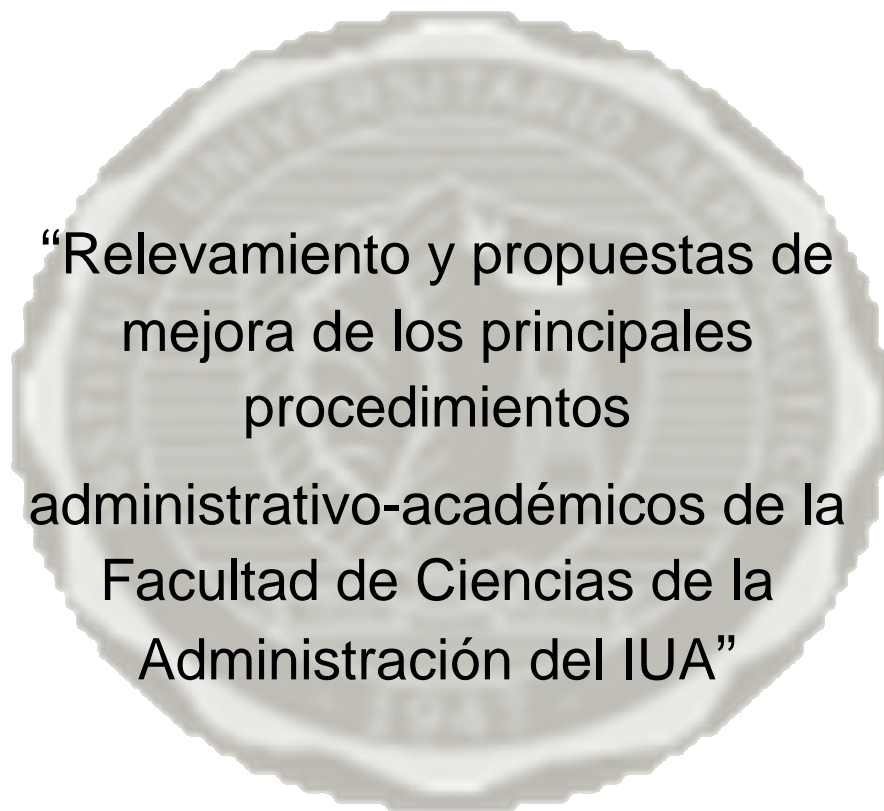 “Relevamiento y propuestas de
mejora de los principales
procedimientos
administrativo-académicos de la
Facultad de Ciencias de la
Administración del IUA”
UNIVERSITARIO